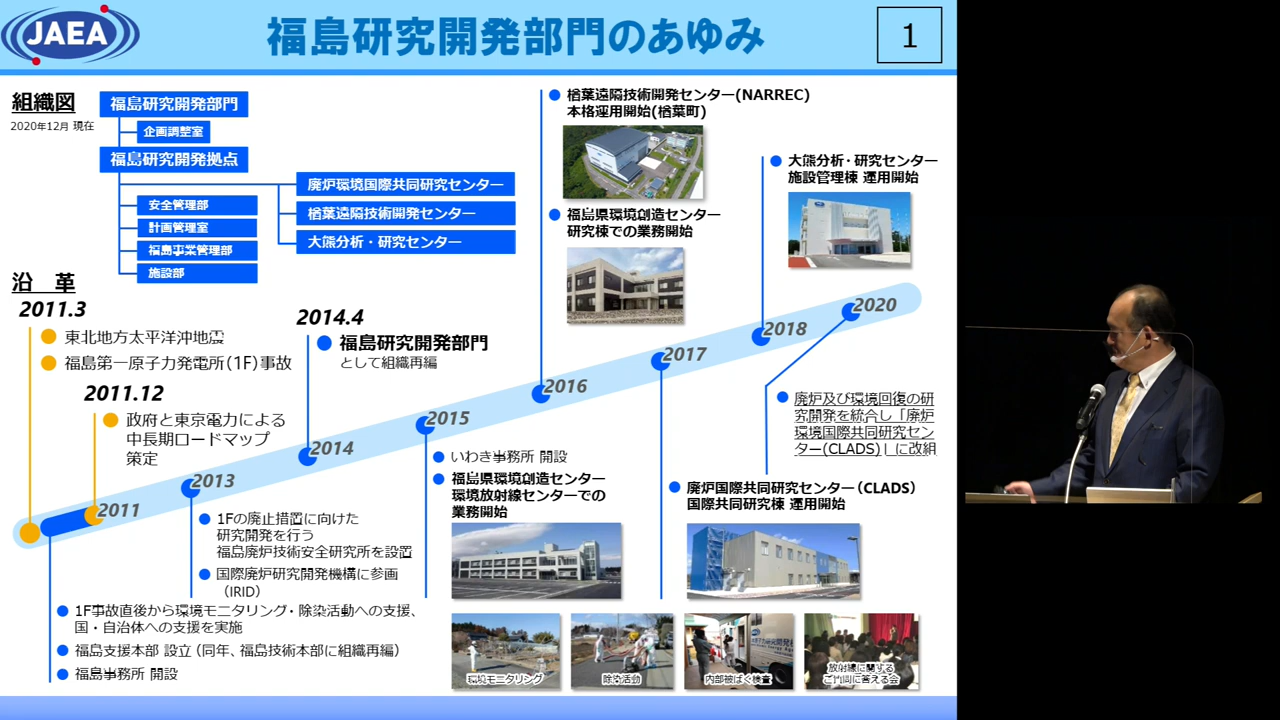 JAEA
福島研究開発部門のあゆみ
1
組織図
2020年12月 現在
福島研究開発部門
企画調整室
福島研究開発拠点
安全管理部
計画管理室
福島事業管理部
施設部
廃炉環境国際共同研究センター
楢葉遠隔技術開発センター
大熊分析・研究センター
沿 革
2011.3
東北地方太平洋沖地震
福島第一原子力発電所(1F)事故
2011.12
政府と東京電力による
中長期ロードマップ
策定
2011
1F事故直後から環境モニタリング・除染活動への支援、
国・自治体への支援を実施
福島支援本部 設立(同年、福島技術本部に組織再編)
福島事務所 開設
2013
1Fの廃止措置に向けた
研究開発を行う
福島廃炉技術安全研究所を設置
国際廃炉研究開発機構に参画
(IRID)
2014.4
福島研究開発部門
として組織再編
2014
2015
いわき事務所 開設
福島県環境創造センター
環境放射線センターでの
業務開始
楢葉遠隔技術開発センター(NARREC)
本格運用開始(楢葉町)
福島県環境創造センター
研究棟での業務開始
2016
2017
廃炉国際共同研究センター(CLADS)
国際共同研究棟 運用開始
大熊分析・研究センター
施設管理棟 運用開始
2018
2020
廃炉及び環境回復の研
究開発を統合し「廃炉
環境国際共同研究セン
ター(CLADS)」に改組
環境モニタリング
除染活動
内部被ばく検査
放射線に関する
ご質問に答える会